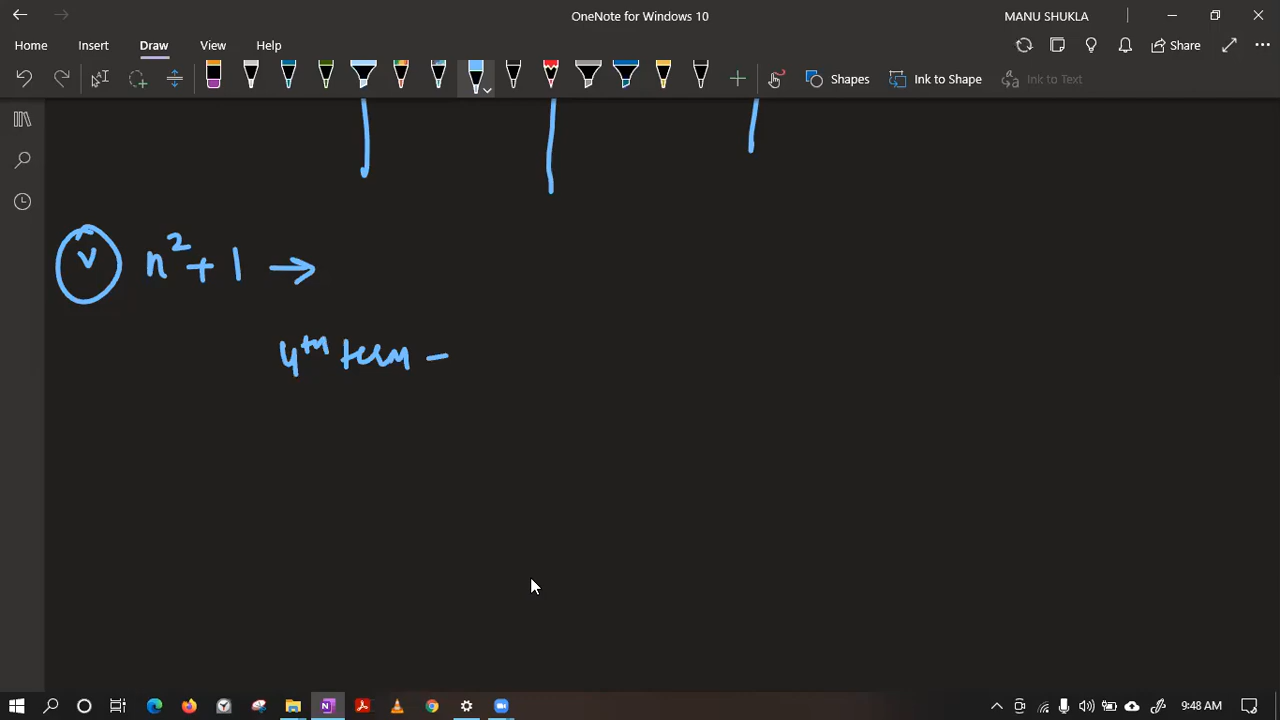 OneNote for Windows 10
MANU SHUKLA
Home Insert Draw View Help
Share
Shapes
Ink to Shape
Ink to Text
v n²+1 →
4th term -
9:48 AM